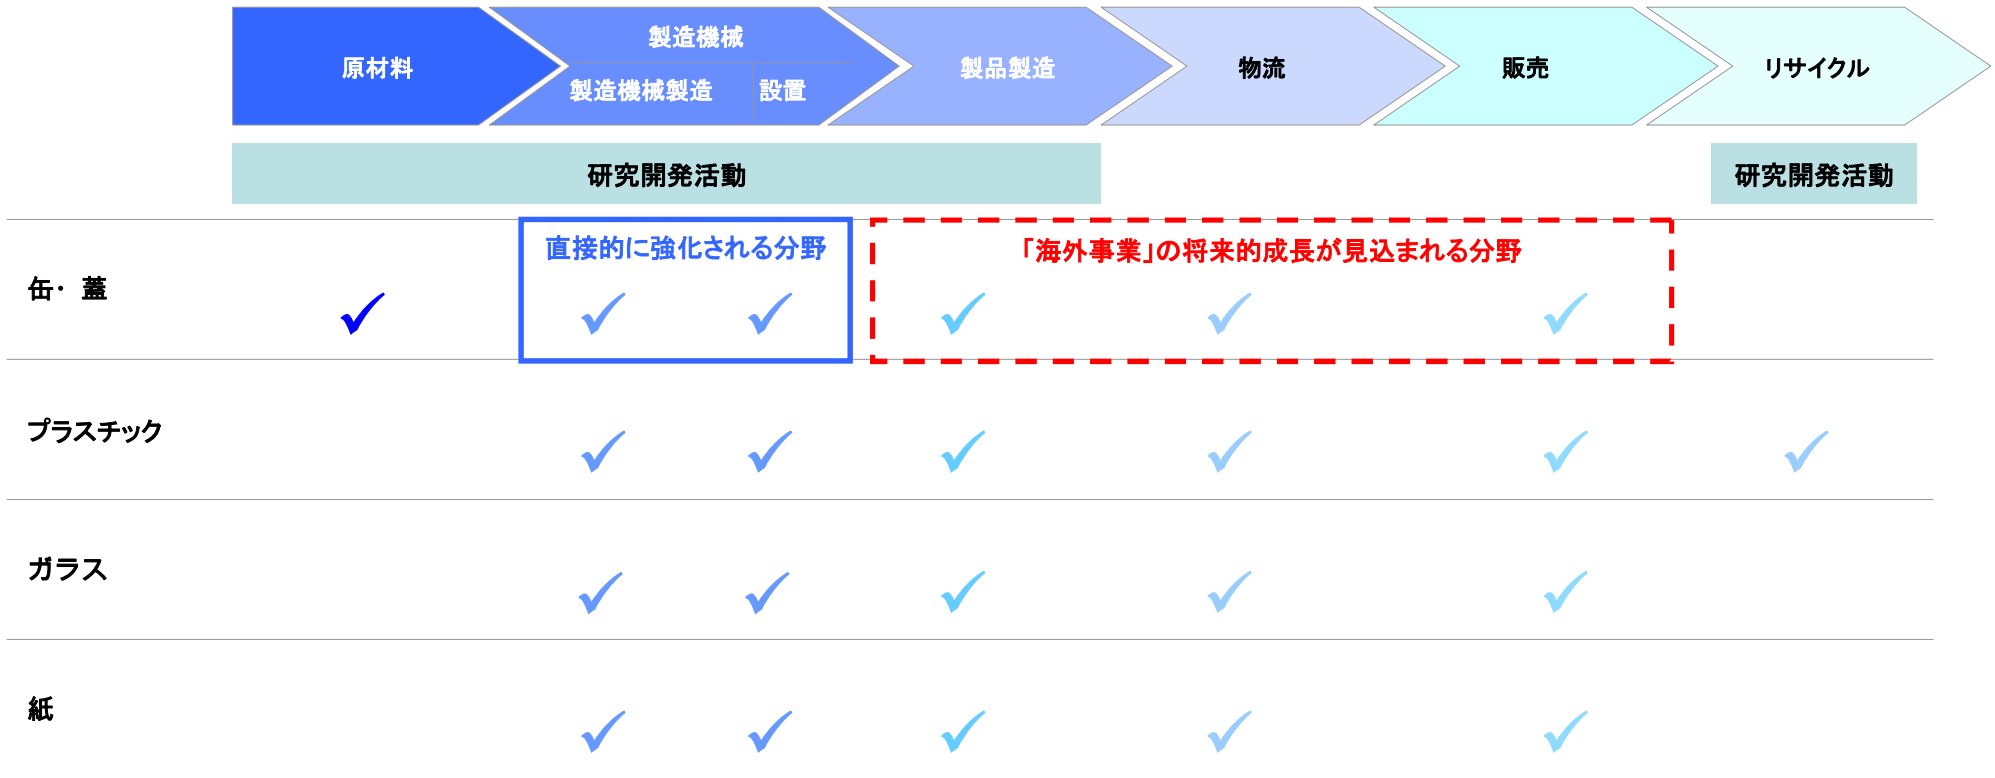 原材料
製造機械
製造機械製造 設置
製品製造
物流
販売
リサイクル
研究開発活動
研究開発活動
直接的に強化される分野
「海外事業」の将来的成長が見込まれる分野
缶・ 蓋
プラスチック
ガラス
紙